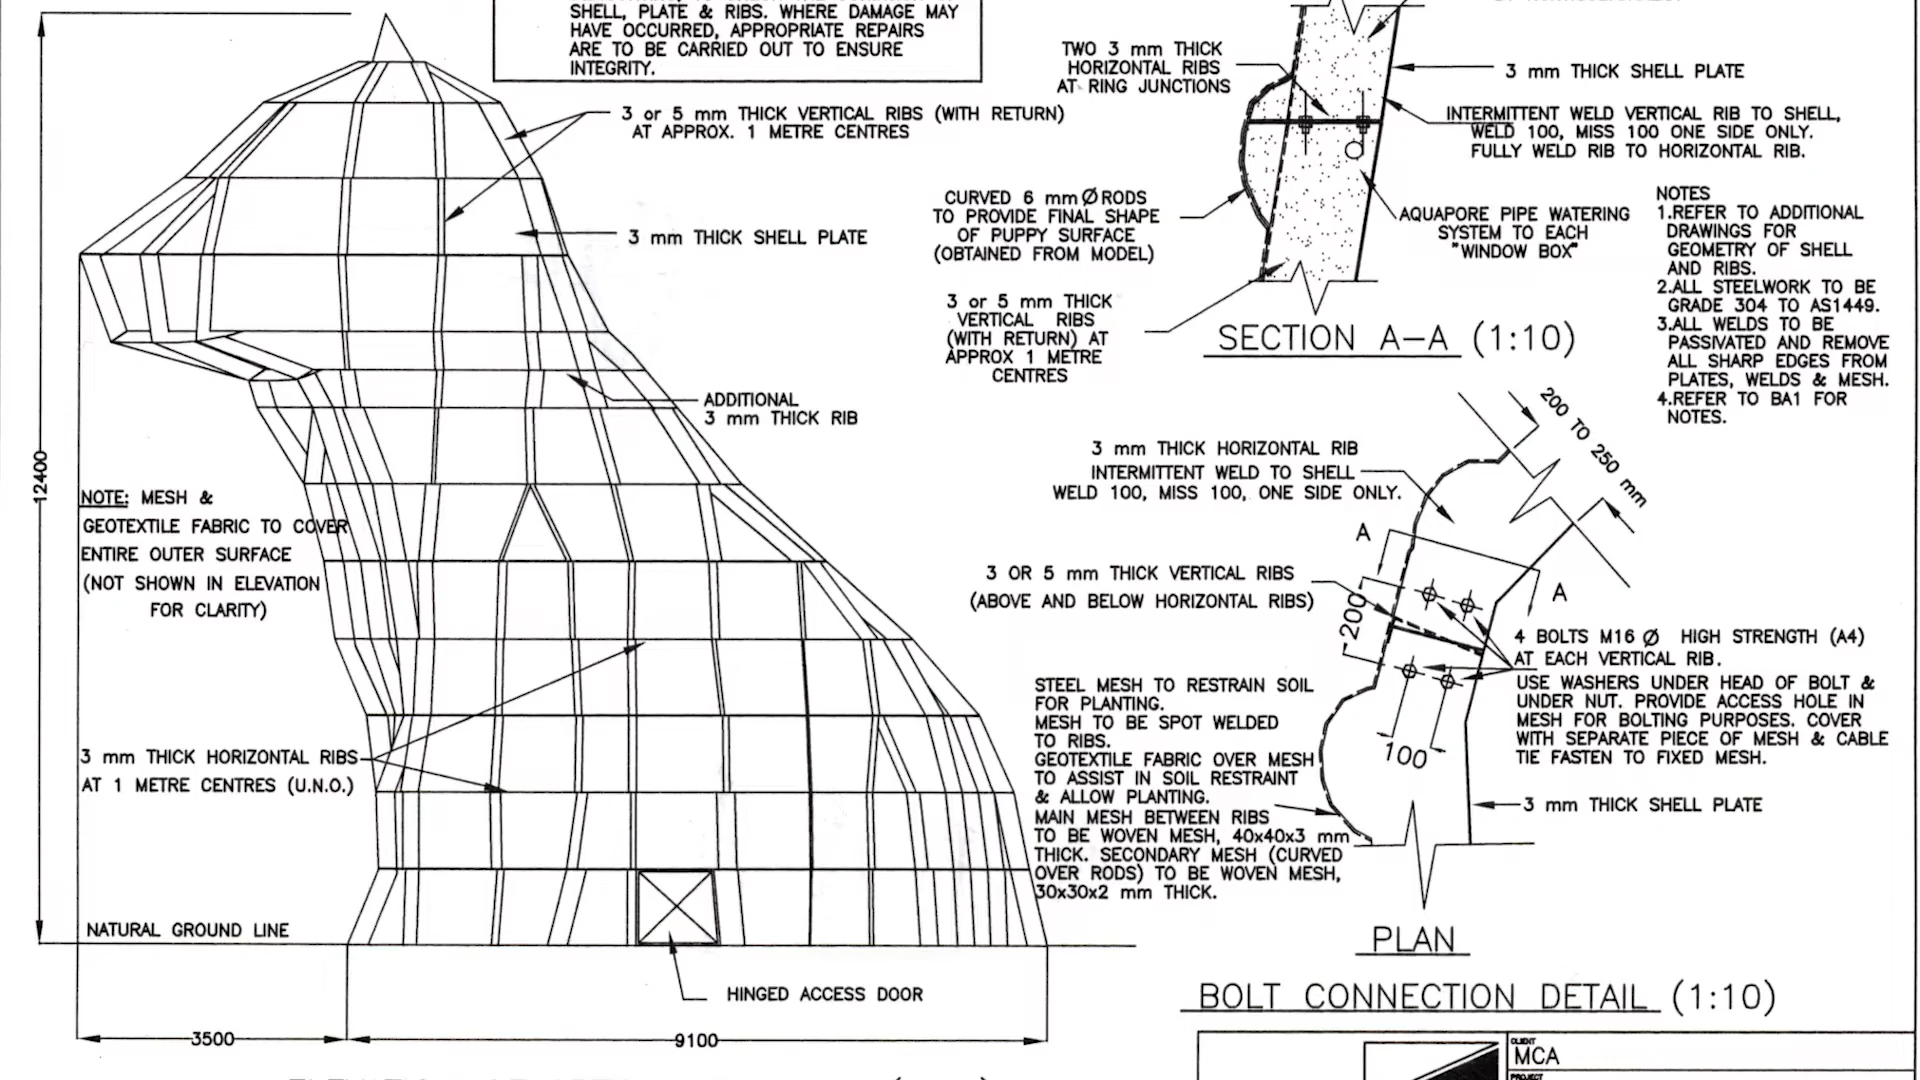 SHELL, PLATE & RIBS. WHERE DAMAGE MAY
HAVE OCCURRED, APPROPRIATE REPAIRS
ARE TO BE CARRIED OUT TO ENSURE
INTEGRITY.
12400
3 or 5 mm THICK VERTICAL RIBS (WITH RETURN)
AT APPROX. 1 METRE CENTRES
3 mm THICK SHELL PLATE
ADDITIONAL
3 mm THICK RIB
NOTE: MESH &
GEOTEXTILE FABRIC TO COVER
ENTIRE OUTER SURFACE
(NOT SHOWN IN ELEVATION
FOR CLARITY)
3 mm THICK HORIZONTAL RIBS
AT 1 METRE CENTRES (U.N.O.)
NATURAL GROUND LINE
HINGED ACCESS DOOR
3500
9100
TWO 3 mm THICK
HORIZONTAL RIBS
AT RING JUNCTIONS
3 mm THICK SHELL PLATE
INTERMITTENT WELD VERTICAL RIB TO SHELL,
WELD 100, MISS 100 ONE SIDE ONLY.
FULLY WELD RIB TO HORIZONTAL RIB.
CURVED 6 mm Ø RODS
TO PROVIDE FINAL SHAPE
OF PUPPY SURFACE
(OBTAINED FROM MODEL)
AQUAPORE PIPE WATERING
SYSTEM TO EACH
"WINDOW BOX"
3 or 5 mm THICK
VERTICAL RIBS
(WITH RETURN) AT
APPROX 1 METRE
CENTRES
SECTION A-A (1:10)
NOTES
1.REFER TO ADDITIONAL
DRAWINGS FOR
GEOMETRY OF SHELL
AND RIBS.
2.ALL STEELWORK TO BE
GRADE 304 TO AS1449.
3.ALL WELDS TO BE
PASSIVATED AND REMOVE
ALL SHARP EDGES FROM
PLATES, WELDS & MESH.
4.REFER TO BA1 FOR
NOTES.
200 TO 250 mm
3 mm THICK HORIZONTAL RIB
INTERMITTENT WELD TO SHELL
WELD 100, MISS 100, ONE SIDE ONLY.
A
A
3 OR 5 mm THICK VERTICAL RIBS
(ABOVE AND BELOW HORIZONTAL RIBS)
200
100
4 BOLTS M16 Ø HIGH STRENGTH (A4)
AT EACH VERTICAL RIB.
USE WASHERS UNDER HEAD OF BOLT &
UNDER NUT. PROVIDE ACCESS HOLE IN
MESH FOR BOLTING PURPOSES. COVER
WITH SEPARATE PIECE OF MESH & CABLE
TIE FASTEN TO FIXED MESH.
STEEL MESH TO RESTRAIN SOIL
FOR PLANTING.
MESH TO BE SPOT WELDED
TO RIBS.
GEOTEXTILE FABRIC OVER MESH
TO ASSIST IN SOIL RESTRAINT
& ALLOW PLANTING.
MAIN MESH BETWEEN RIBS
TO BE WOVEN MESH, 40x40x3 mm
THICK. SECONDARY MESH (CURVED
OVER RODS) TO BE WOVEN MESH,
30x30x2 mm THICK.
3 mm THICK SHELL PLATE
PLAN
BOLT CONNECTION DETAIL (1:10)
CLIENT
MCA
PROJECT